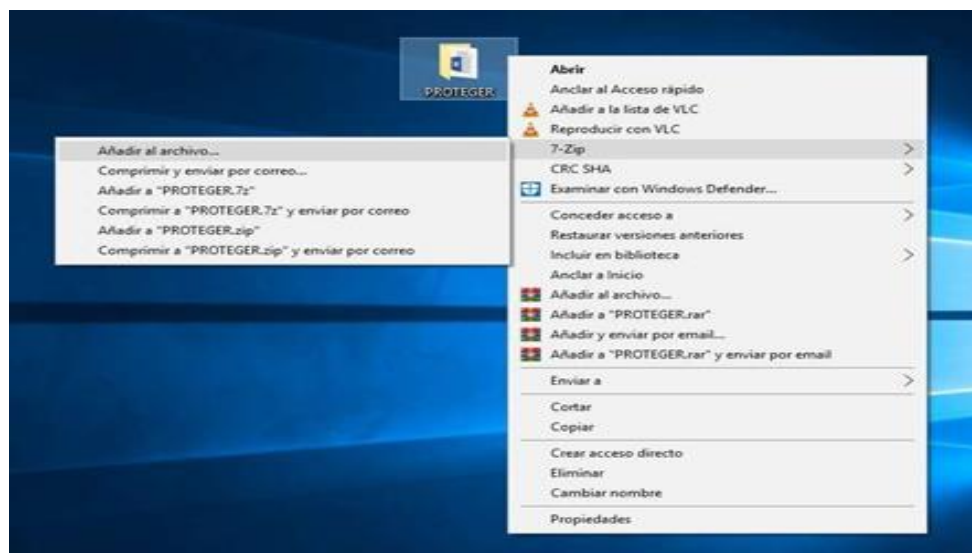 PROTEGER
Abrir
Anclar al Acceso rápido
Añadir a la lista de VLC
Reproducir con VLC
7-Zip
CRC SHA
Examinar con Windows Defender...
Conceder acceso a
Restaurar versiones anteriores
Incluir en biblioteca
Anclar a Inicio
Añadir al archivo...
Añadir a "PROTEGER.rar"
Añadir y enviar por email...
Añadir a "PROTEGER.rar" y enviar por email
Enviar a
Cortar
Copiar
Crear acceso directo
Eliminar
Cambiar nombre
Propiedades
Añadir al archivo...
Comprimir y enviar por correo...
Añadir a "PROTEGER.7z"
Comprimir a "PROTEGER.7z" y enviar por correo
Añadir a "PROTEGER.zip"
Comprimir a "PROTEGER.zip" y enviar por correo